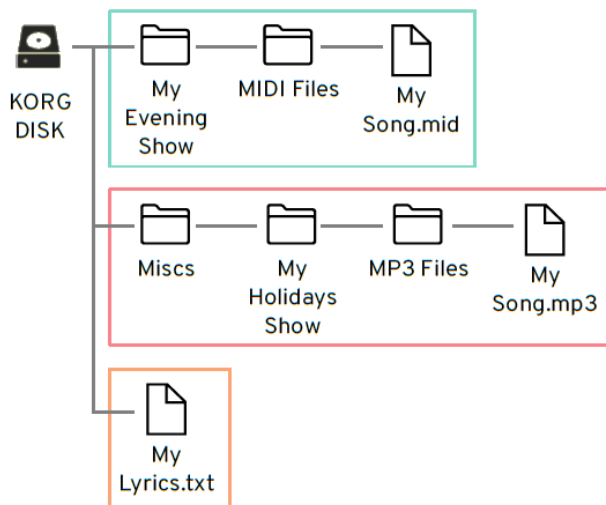 KORG
DISK
My
Evening
Show
MIDI Files
My
Song.mid
Miscs
My
Holidays
Show
MP3 Files
My
Song.mp3
My
Lyrics.txt